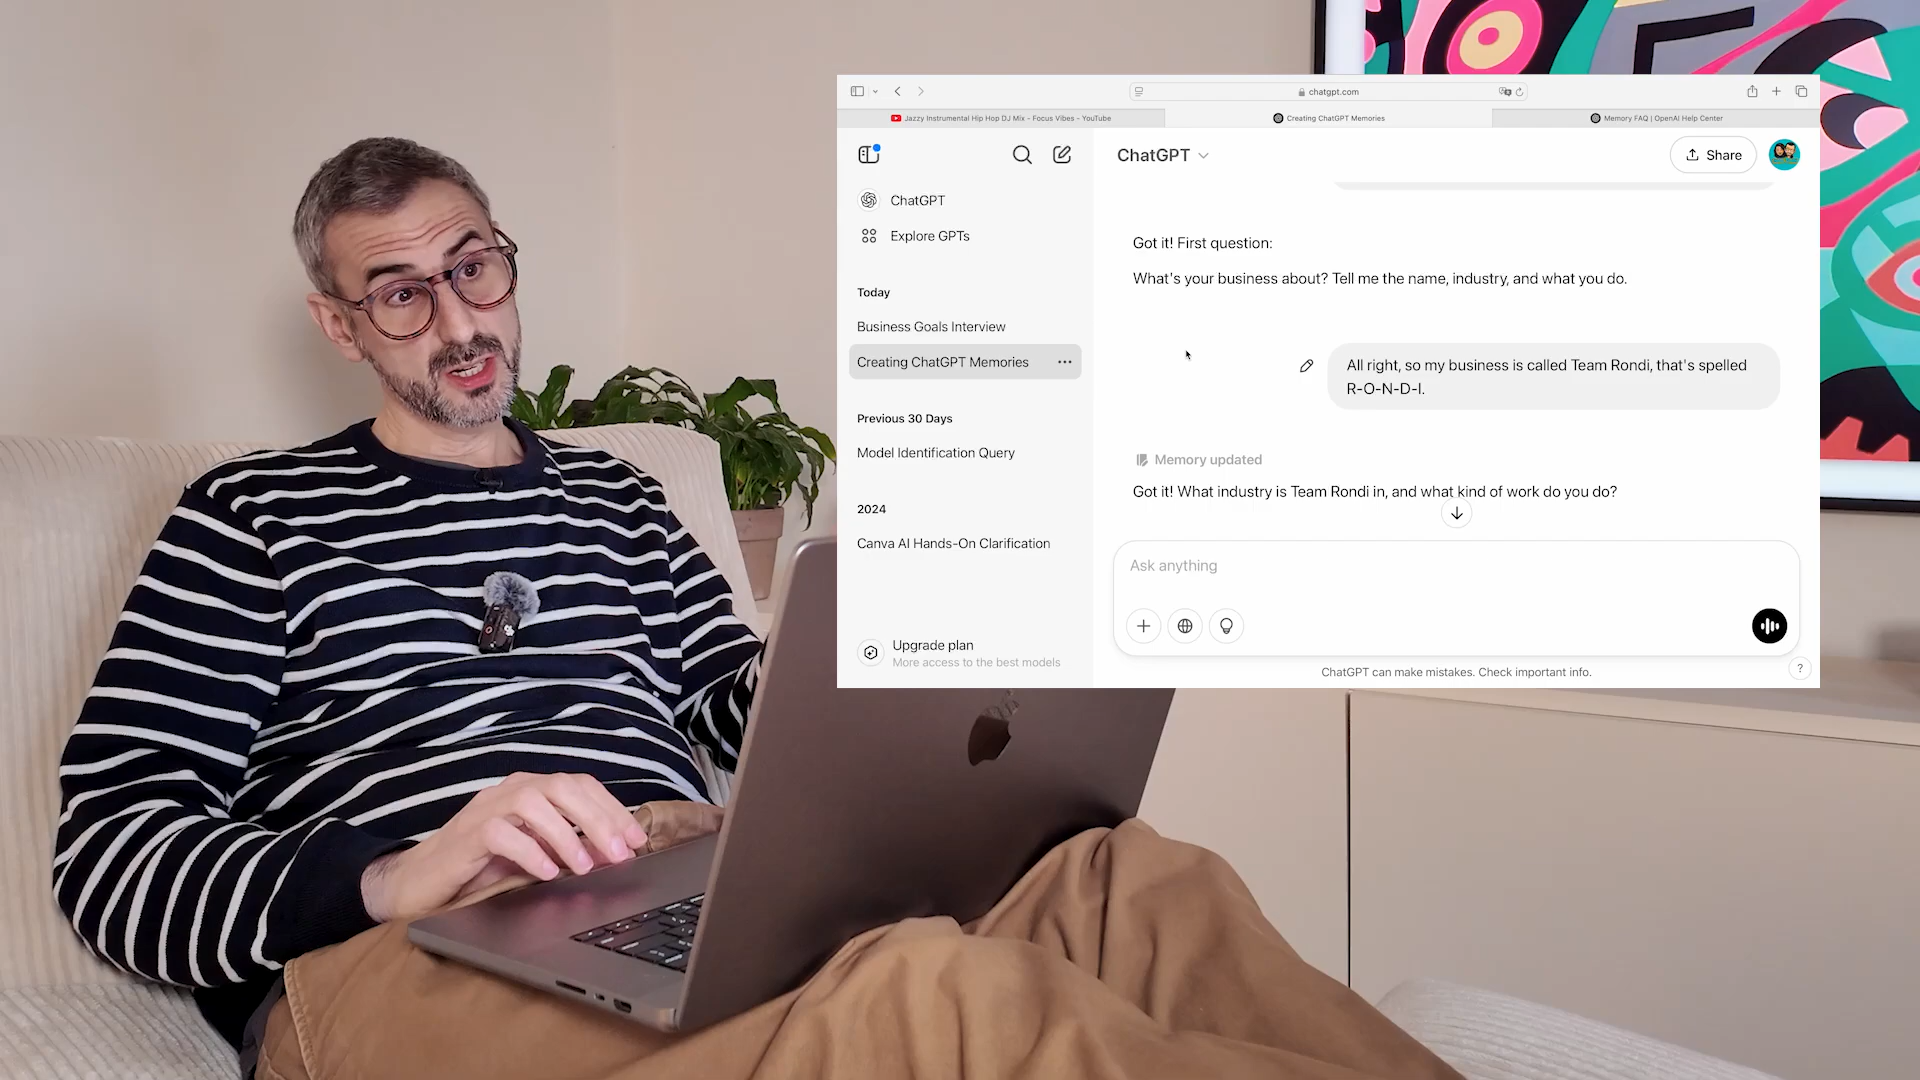 chatgpt.com
Jazzy Instrumental Hip Hop DJ Mix - Focus Vibes - YouTube
Creating ChatGPT Memories
Memory FAQ | OpenAI Help Center
ChatGPT
Explore GPTs
Today
Business Goals Interview
Creating ChatGPT Memories
Previous 30 Days
Model Identification Query
2024
Canva AI Hands-On Clarification
Upgrade plan
More access to the best models
ChatGPT
Share
Got it! First question:
What's your business about? Tell me the name, industry, and what you do.
All right, so my business is called Team Rondi, that's spelled
R-O-N-D-I.
Memory updated
Got it! What industry is Team Rondi in, and what kind of work do you do?
Ask anything
ChatGPT can make mistakes. Check important info.
?